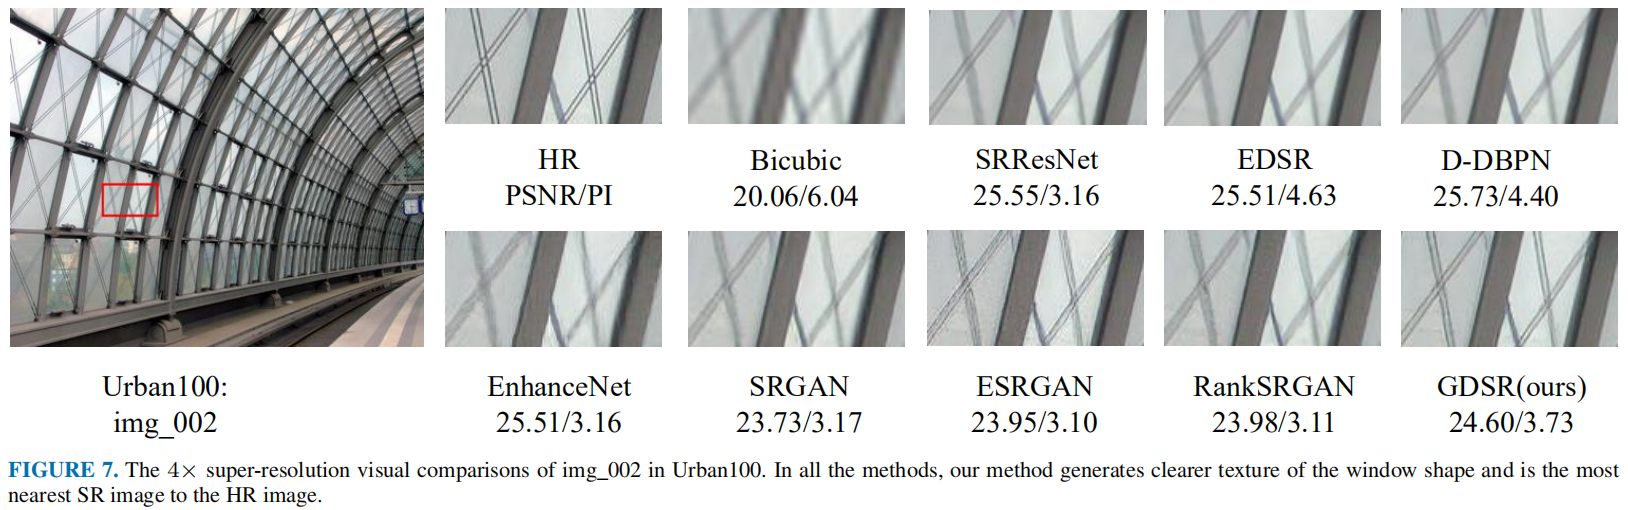 HR
PSNR/PI
Bicubic
20.06/6.04
SRResNet
25.55/3.16
EDSR
25.51/4.63
D-DBPN
25.73/4.40
Urban100:
img_002
EnhanceNet
25.51/3.16
SRGAN
23.73/3.17
ESRGAN
23.95/3.10
RankSRGAN
23.98/3.11
GDSR(ours)
24.60/3.73
FIGURE 7. The 4× super-resolution visual comparisons of img_002 in Urban100. In all the methods, our method generates clearer texture of the window shape and is the most
nearest SR image to the HR image.